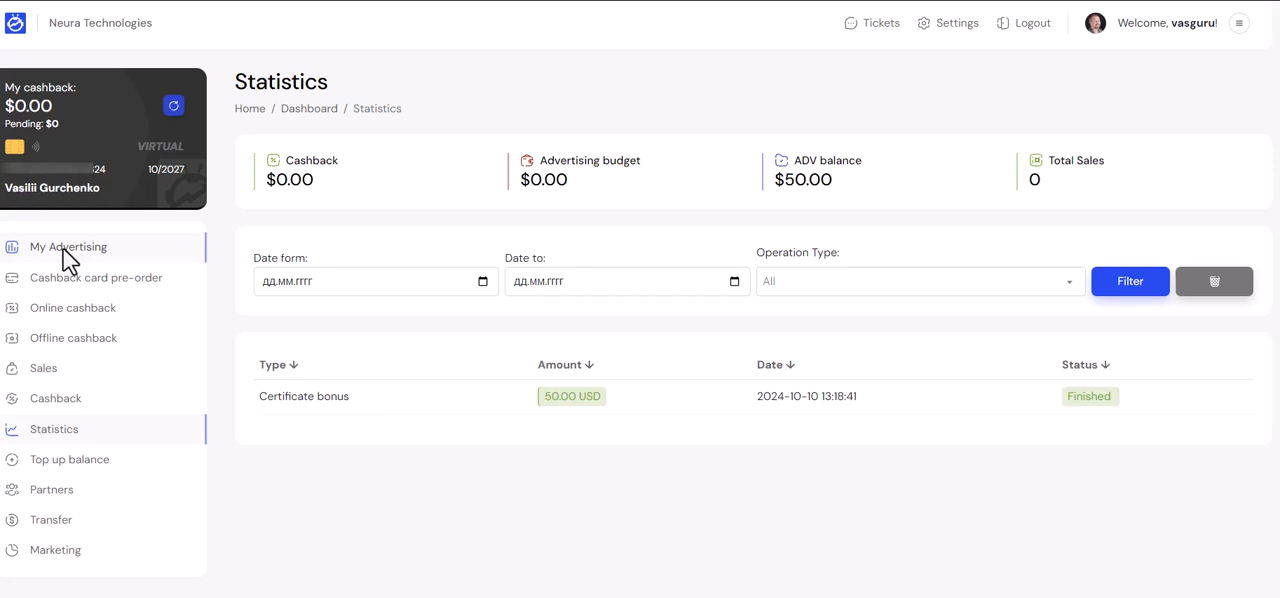 Neura Technologies
Tickets
Settings
Logout
Welcome, vasguru!
My cashback:
$0.00
Pending: $0
VIRTUAL
24
10/2027
Vasilii Gurchenko
My Advertising
Cashback card pre-order
Online cashback
Offline cashback
Sales
Cashback
Statistics
Top up balance
Partners
Transfer
Marketing
Statistics
Home / Dashboard / Statistics
Cashback
$0.00
Advertising budget
$0.00
ADV balance
$50.00
Total Sales
0
Date form:
дд.мм.гггг
Date to:
дд.мм.гггг
Operation Type:
All
Filter
Type Amount Date Status
Certificate bonus 50.00 USD 2024-10-10 13:18:41 Finished